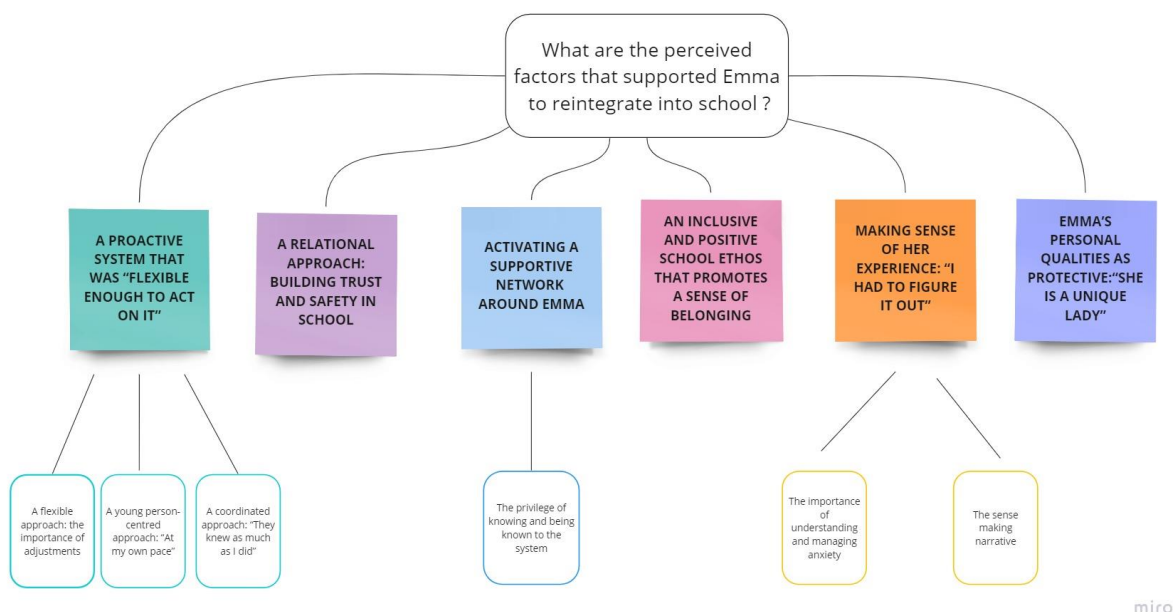 What are the perceived
factors that supported Emma
to reintegrate into school ?
A PROACTIVE
SYSTEM THAT
WAS “FLEXIBLE
ENOUGH TO ACT
ON IT”
A RELATIONAL
APPROACH:
BUILDING TRUST
AND SAFETY IN
SCHOOL
ACTIVATING A
SUPPORTIVE
NETWORK
AROUND EMMA
AN INCLUSIVE
AND POSITIVE
SCHOOL ETHOS
THAT PROMOTES
A SENSE OF
BELONGING
MAKING SENSE
OF HER
EXPERIENCE: “I
HAD TO FIGURE
IT OUT”
EMMA’S
PERSONAL
QUALITIES AS
PROTECTIVE:“SHE
IS A UNIQUE
LADY”
A flexible
approach: the
importance of
adjustments
A young person-
centred
approach: “At
my own pace”
A coordinated
approach: “They
knew as much
as I did”
The privilege of
knowing and being
known to the
system
The importance
of
understanding
and managing
anxiety
The sense
making
narrative
miro